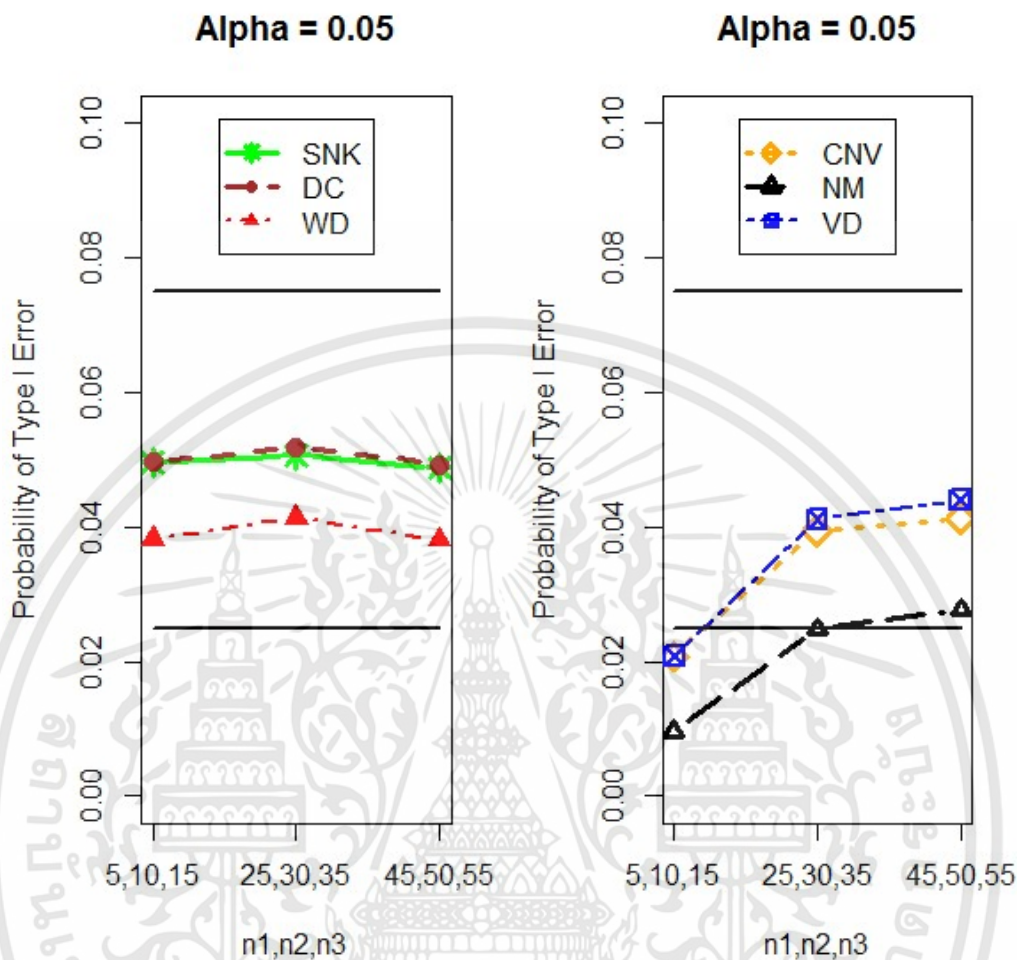 Alpha = 0.05
SNK
DC
WD
Probability of Type I Error
0.00
0.02
0.04
0.06
0.08
0.10
5,10,15
25,30,35
45,50,55
n1,n2,n3
Alpha = 0.05
CNV
NM
VD
Probability of Type I Error
0.00
0.02
0.04
0.06
0.08
0.10
5,10,15
25,30,35
45,50,55
n1,n2,n3